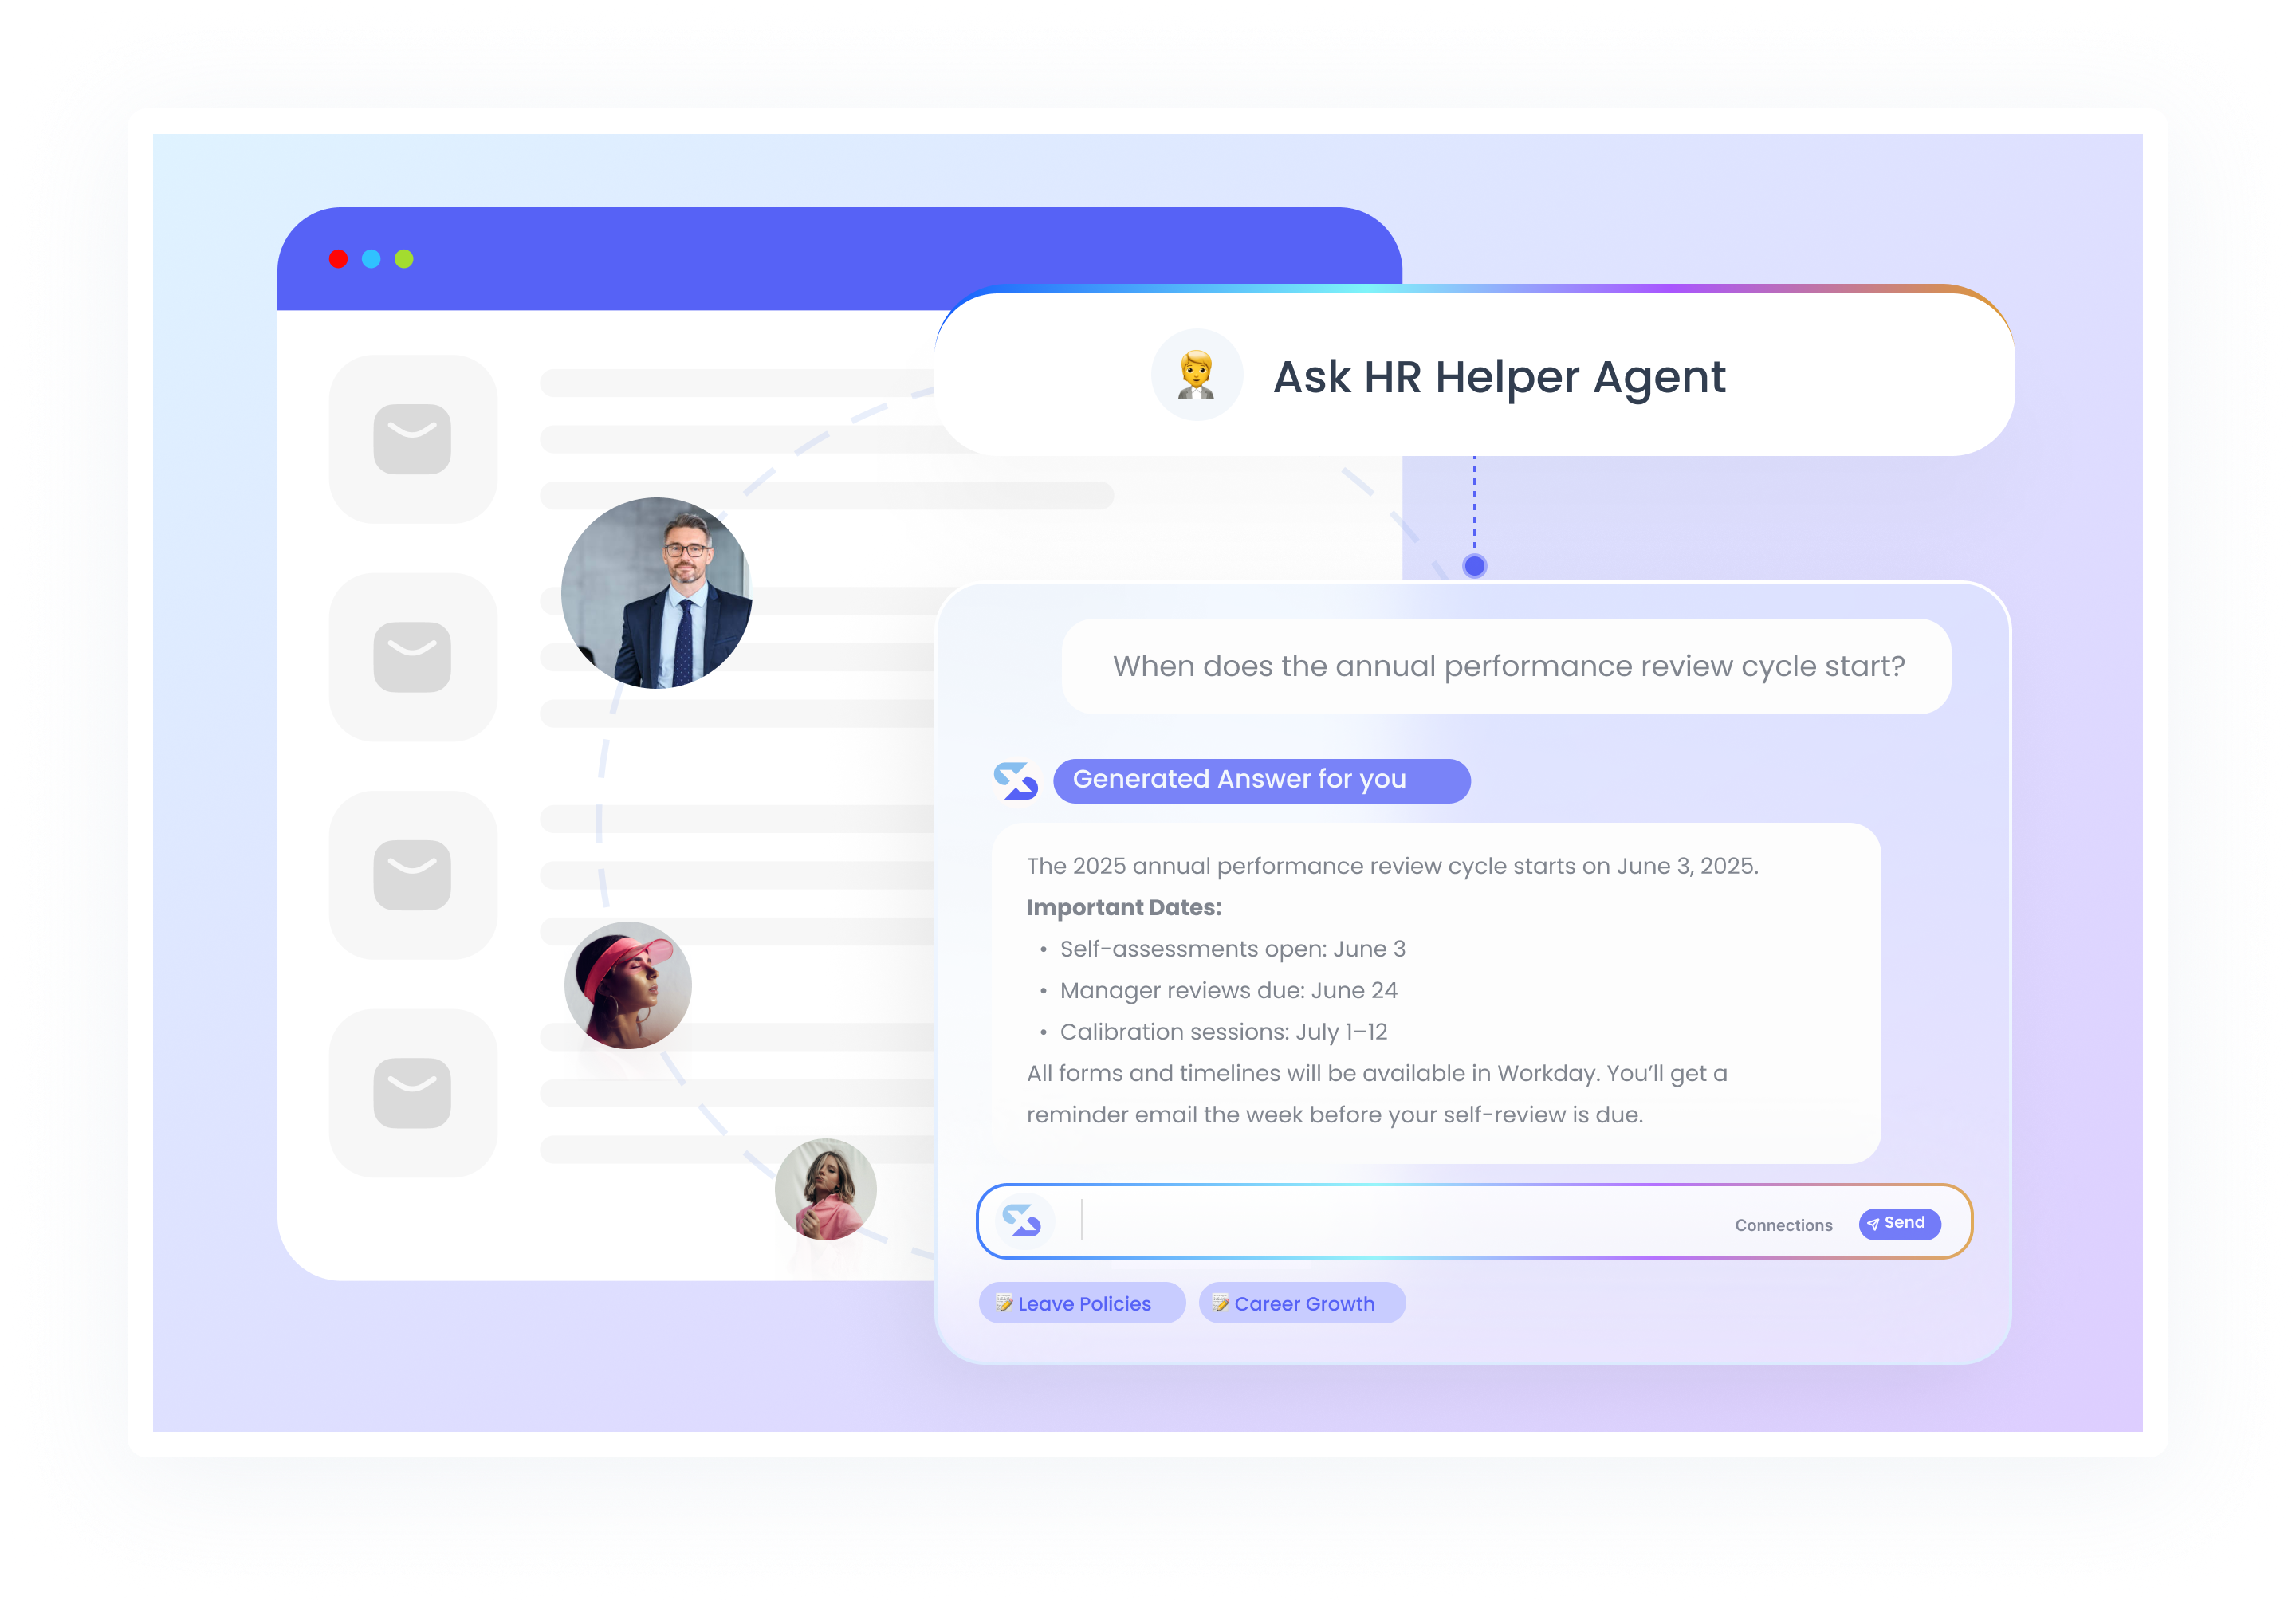 Ask HR Helper Agent
When does the annual performance review cycle start?
Generated Answer for you
The 2025 annual performance review cycle starts on June 3, 2025.
Important Dates:
• Self-assessments open: June 3
• Manager reviews due: June 24
• Calibration sessions: July 1–12
All forms and timelines will be available in Workday. You’ll get a
reminder email the week before your self-review is due.
Connections
Send
Leave Policies
Career Growth